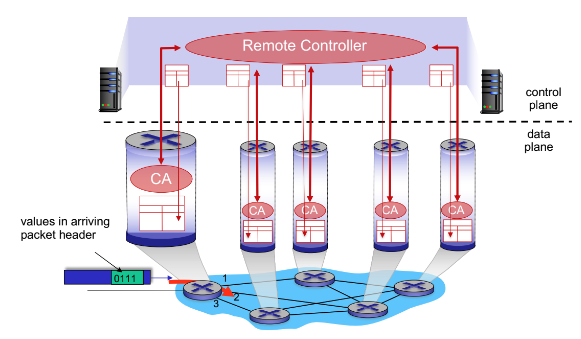 Remote Controller
control
plane
data
plane
CA
CA
CA
CA
CA
values in arriving
packet header
0111
1
2
3